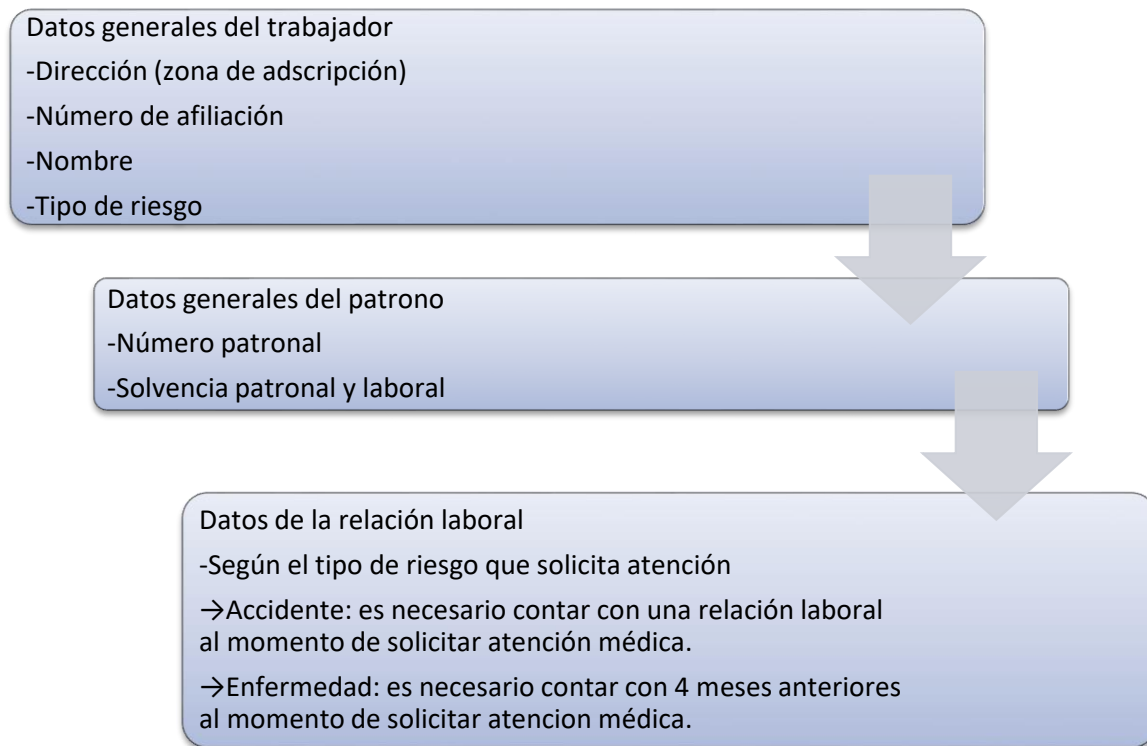 Datos generales del trabajador
-Dirección (zona de adscripción)
-Número de afiliación
-Nombre
-Tipo de riesgo
Datos generales del patrono
-Número patronal
-Solvencia patronal y laboral
Datos de la relación laboral
-Según el tipo de riesgo que solicita atención
→Accidente: es necesario contar con una relación laboral
al momento de solicitar atención médica.
→Enfermedad: es necesario contar con 4 meses anteriores
al momento de solicitar atencion médica.